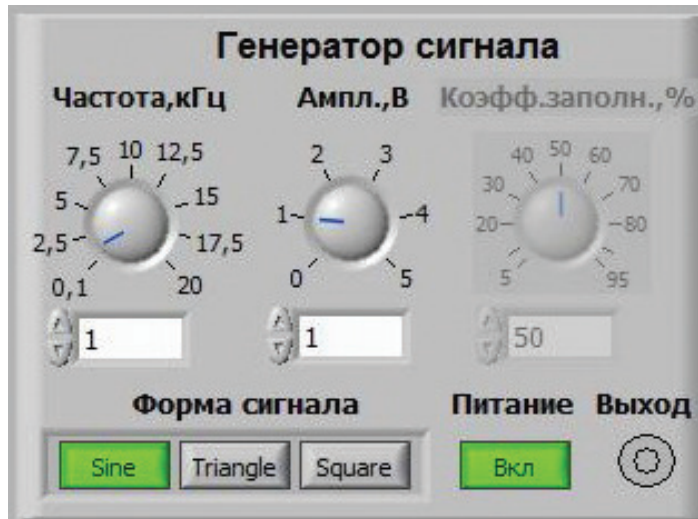 Генератор сигнала
Частота,кГц Ампл.,В Коэфф.заполн.,%
7,5 10 12,5 2 3 40 50 60
5 15 1 4 30 70
2,5 17,5 20 80
0,1 20 0 5 5 95
1 1 50
Форма сигнала Питание Выход
Sine Triangle Square Вкл